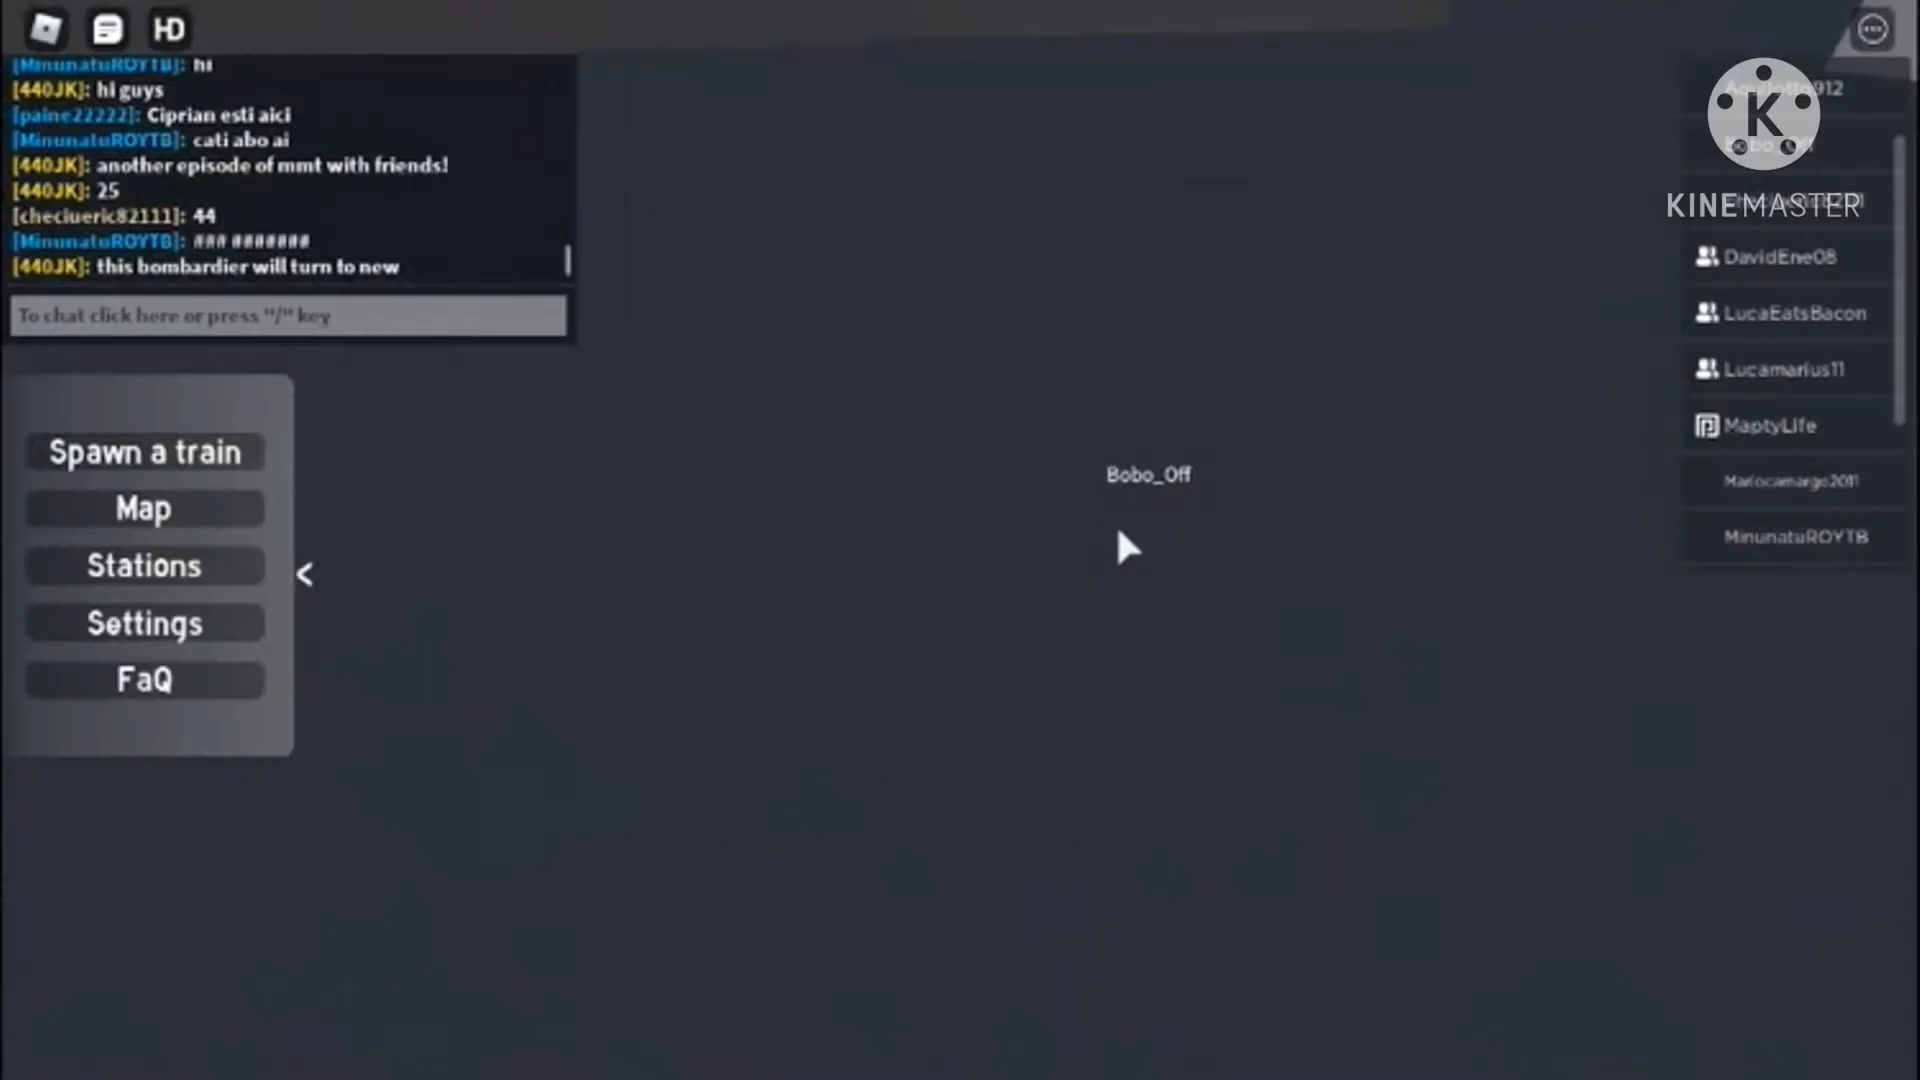 HD
[MinunatuROYTB]: hi
[440JK]: hi guys
[paine22222]: Ciprian esti aici
[MinunatuROYTB]: cati abo ai
[440JK]: another episode of mmt with friends!
[440JK]: 25
[checiueric82111]: 44
[MinunatuROYTB]: ### #######
[440JK]: this bombardier will turn to new
To chat click here or press "/" key
Spawn a train
Map
Stations
Settings
FaQ
<
Bobo_Off
K
KINEMASTER
DavidEne08
LucaEatsBacon
Lucamarius11
MaptyLife
Mariocamargo2011
MinunatuROYTB